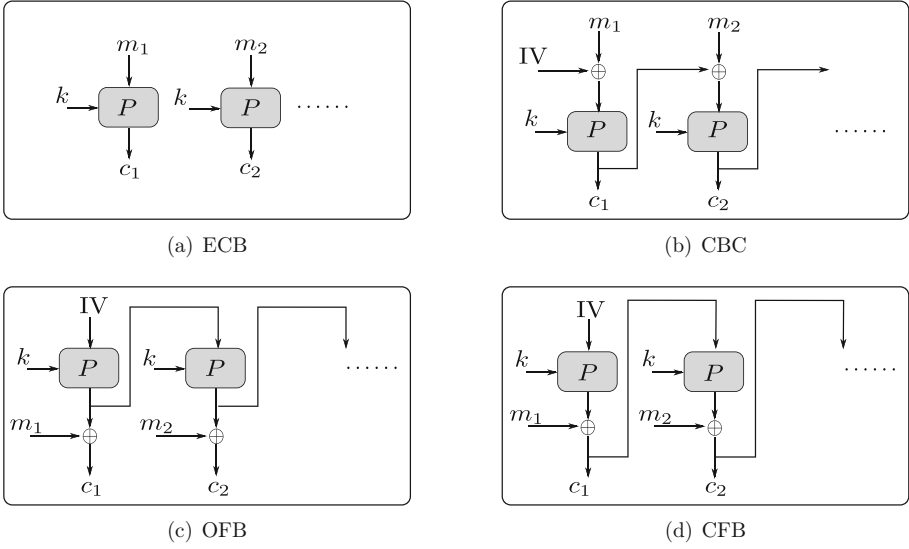 m₁ m₂
k P k P ......
c₁ c₂
(a) ECB
m₁ m₂
IV
k P k P ......
c₁ c₂
(b) CBC
IV
k P k P ......
m₁ m₂
c₁ c₂
(c) OFB
IV
k P k P ......
m₁ m₂
c₁ c₂
(d) CFB